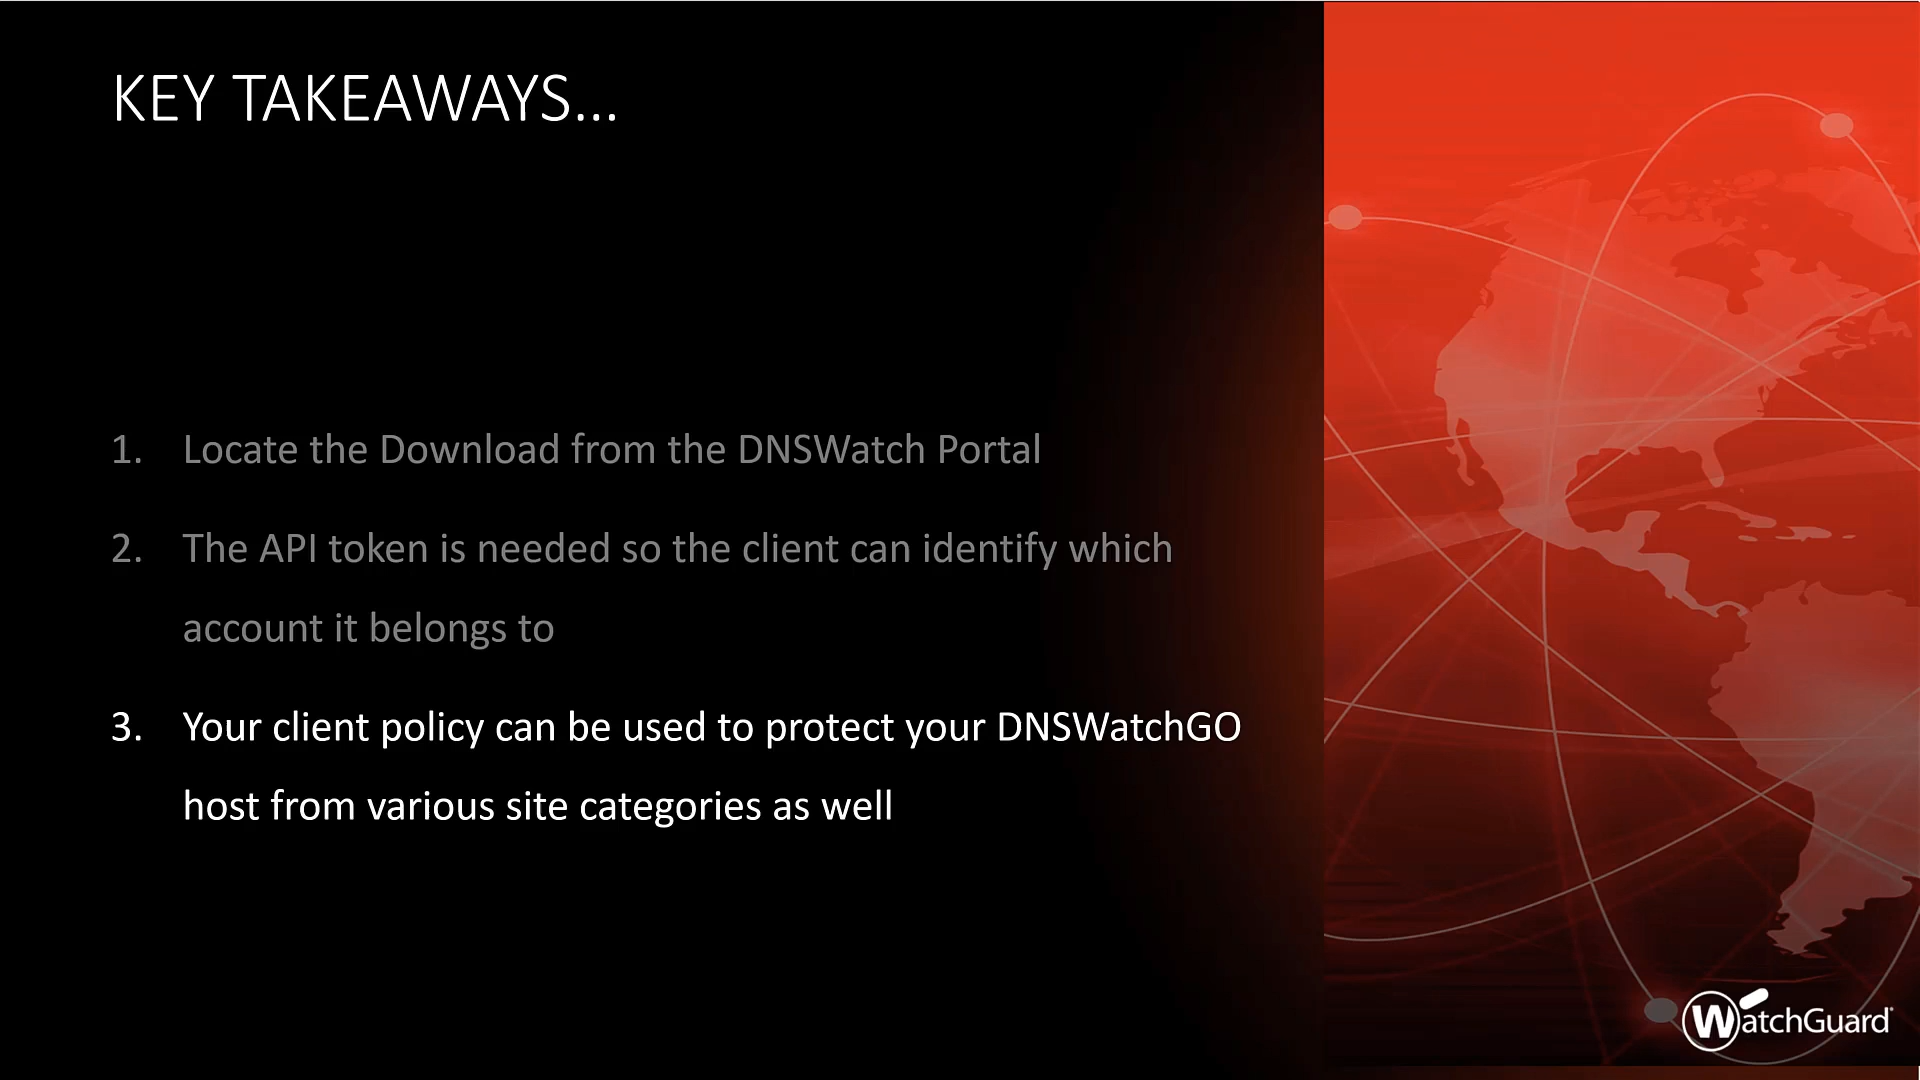 KEY TAKEAWAYS...
1. Locate the Download from the DNSWatch Portal
2. The API token is needed so the client can identify which
account it belongs to
3. Your client policy can be used to protect your DNSWatchGO
host from various site categories as well
WatchGuard